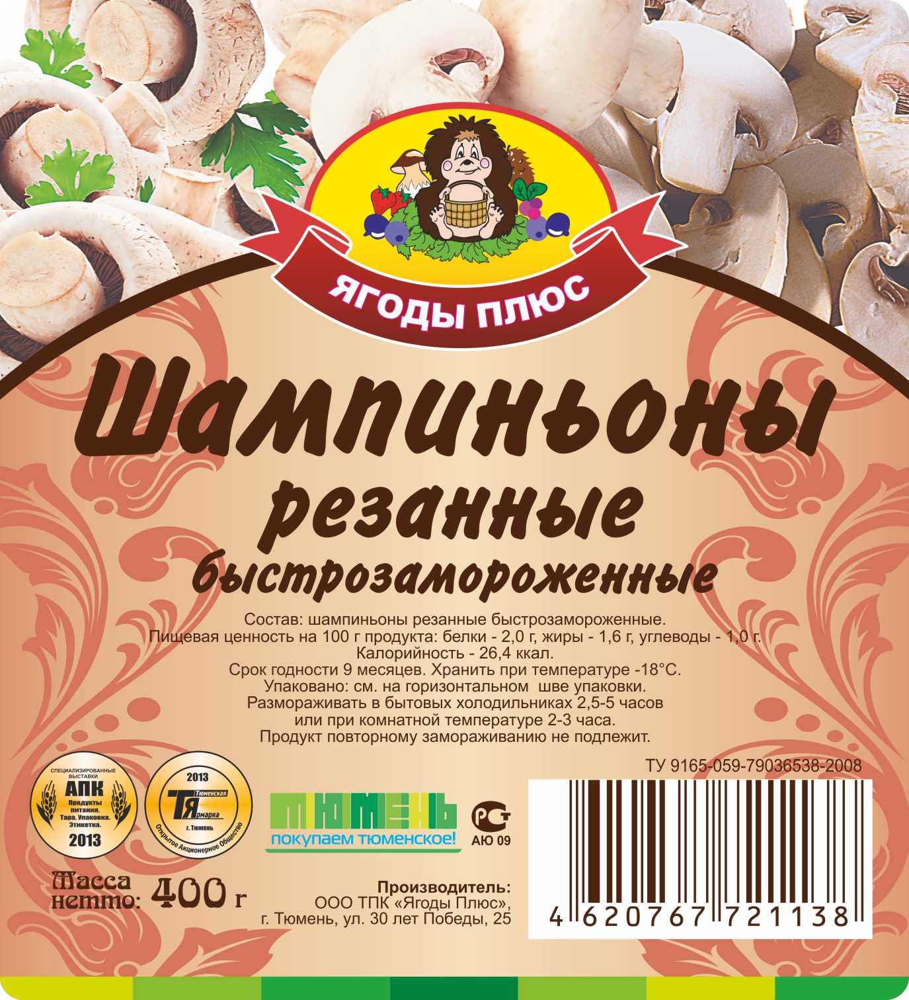 ЯГОДЫ ПЛЮС
Шампиньоны
резанные
быстрозамороженные
Состав: шампиньоны резанные быстрозамороженные.
Пищевая ценность на 100 г продукта: белки - 2,0 г, жиры - 1,6 г, углеводы - 1,0 г.
Калорийность - 26,4 ккал.
Срок годности 9 месяцев. Хранить при температуре -18°С.
Упаковано: см. на горизонтальном шве упаковки.
Размораживать в бытовых холодильниках 2,5-5 часов
или при комнатной температуре 2-3 часа.
Продукт повторному замораживанию не подлежит.
ТУ 9165-059-79036538-2008
СПЕЦИАЛИЗИРОВАННЫЕ
ВЫСТАВКИ
АПК
Продукты
питания.
Тара. Упаковка.
Этикетка.
2013
2013
Тюменская
Ярмарка
г. Тюмень
Открытое Акционерное Общество
ТЮМЕНЬ
покупаем тюменское!
РСТ
АЮ 09
Масса
нетто: 400 г
Производитель:
ООО ТПК «Ягоды Плюс»,
г. Тюмень, ул. 30 лет Победы, 25
4 620767 721138